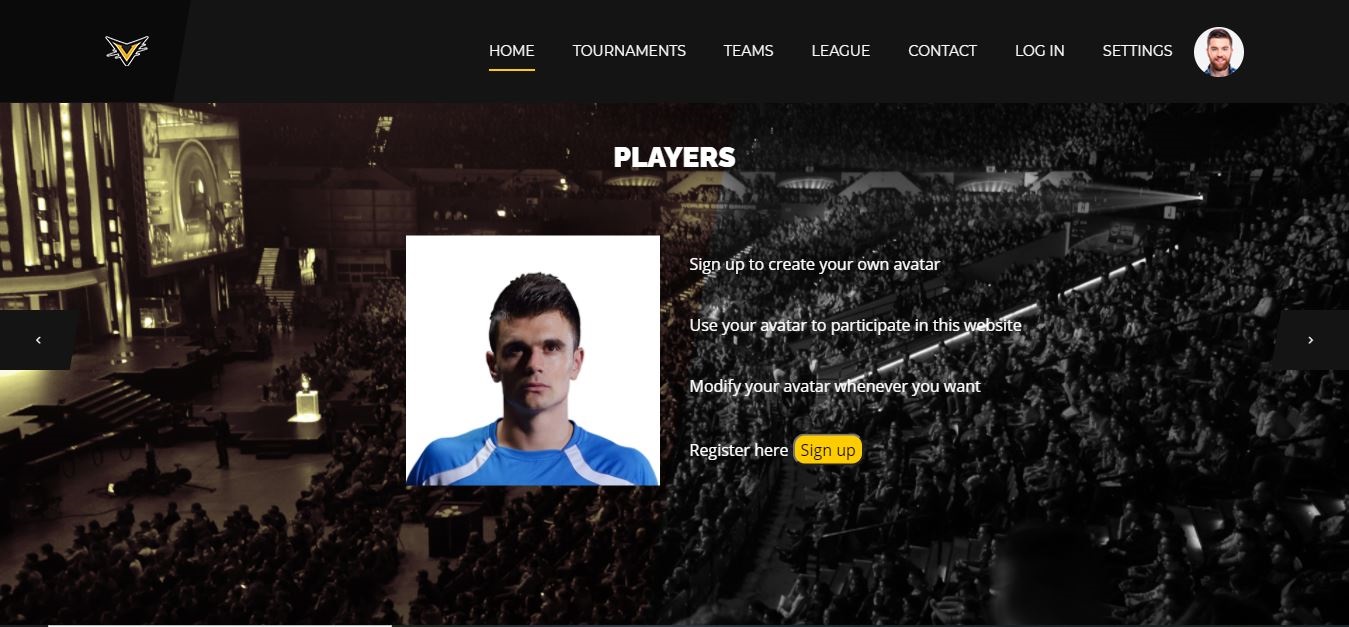 HOME TOURNAMENTS TEAMS LEAGUE CONTACT LOG IN SETTINGS
PLAYERS
Sign up to create your own avatar
Use your avatar to participate in this website
Modify your avatar whenever you want
Register here Sign up